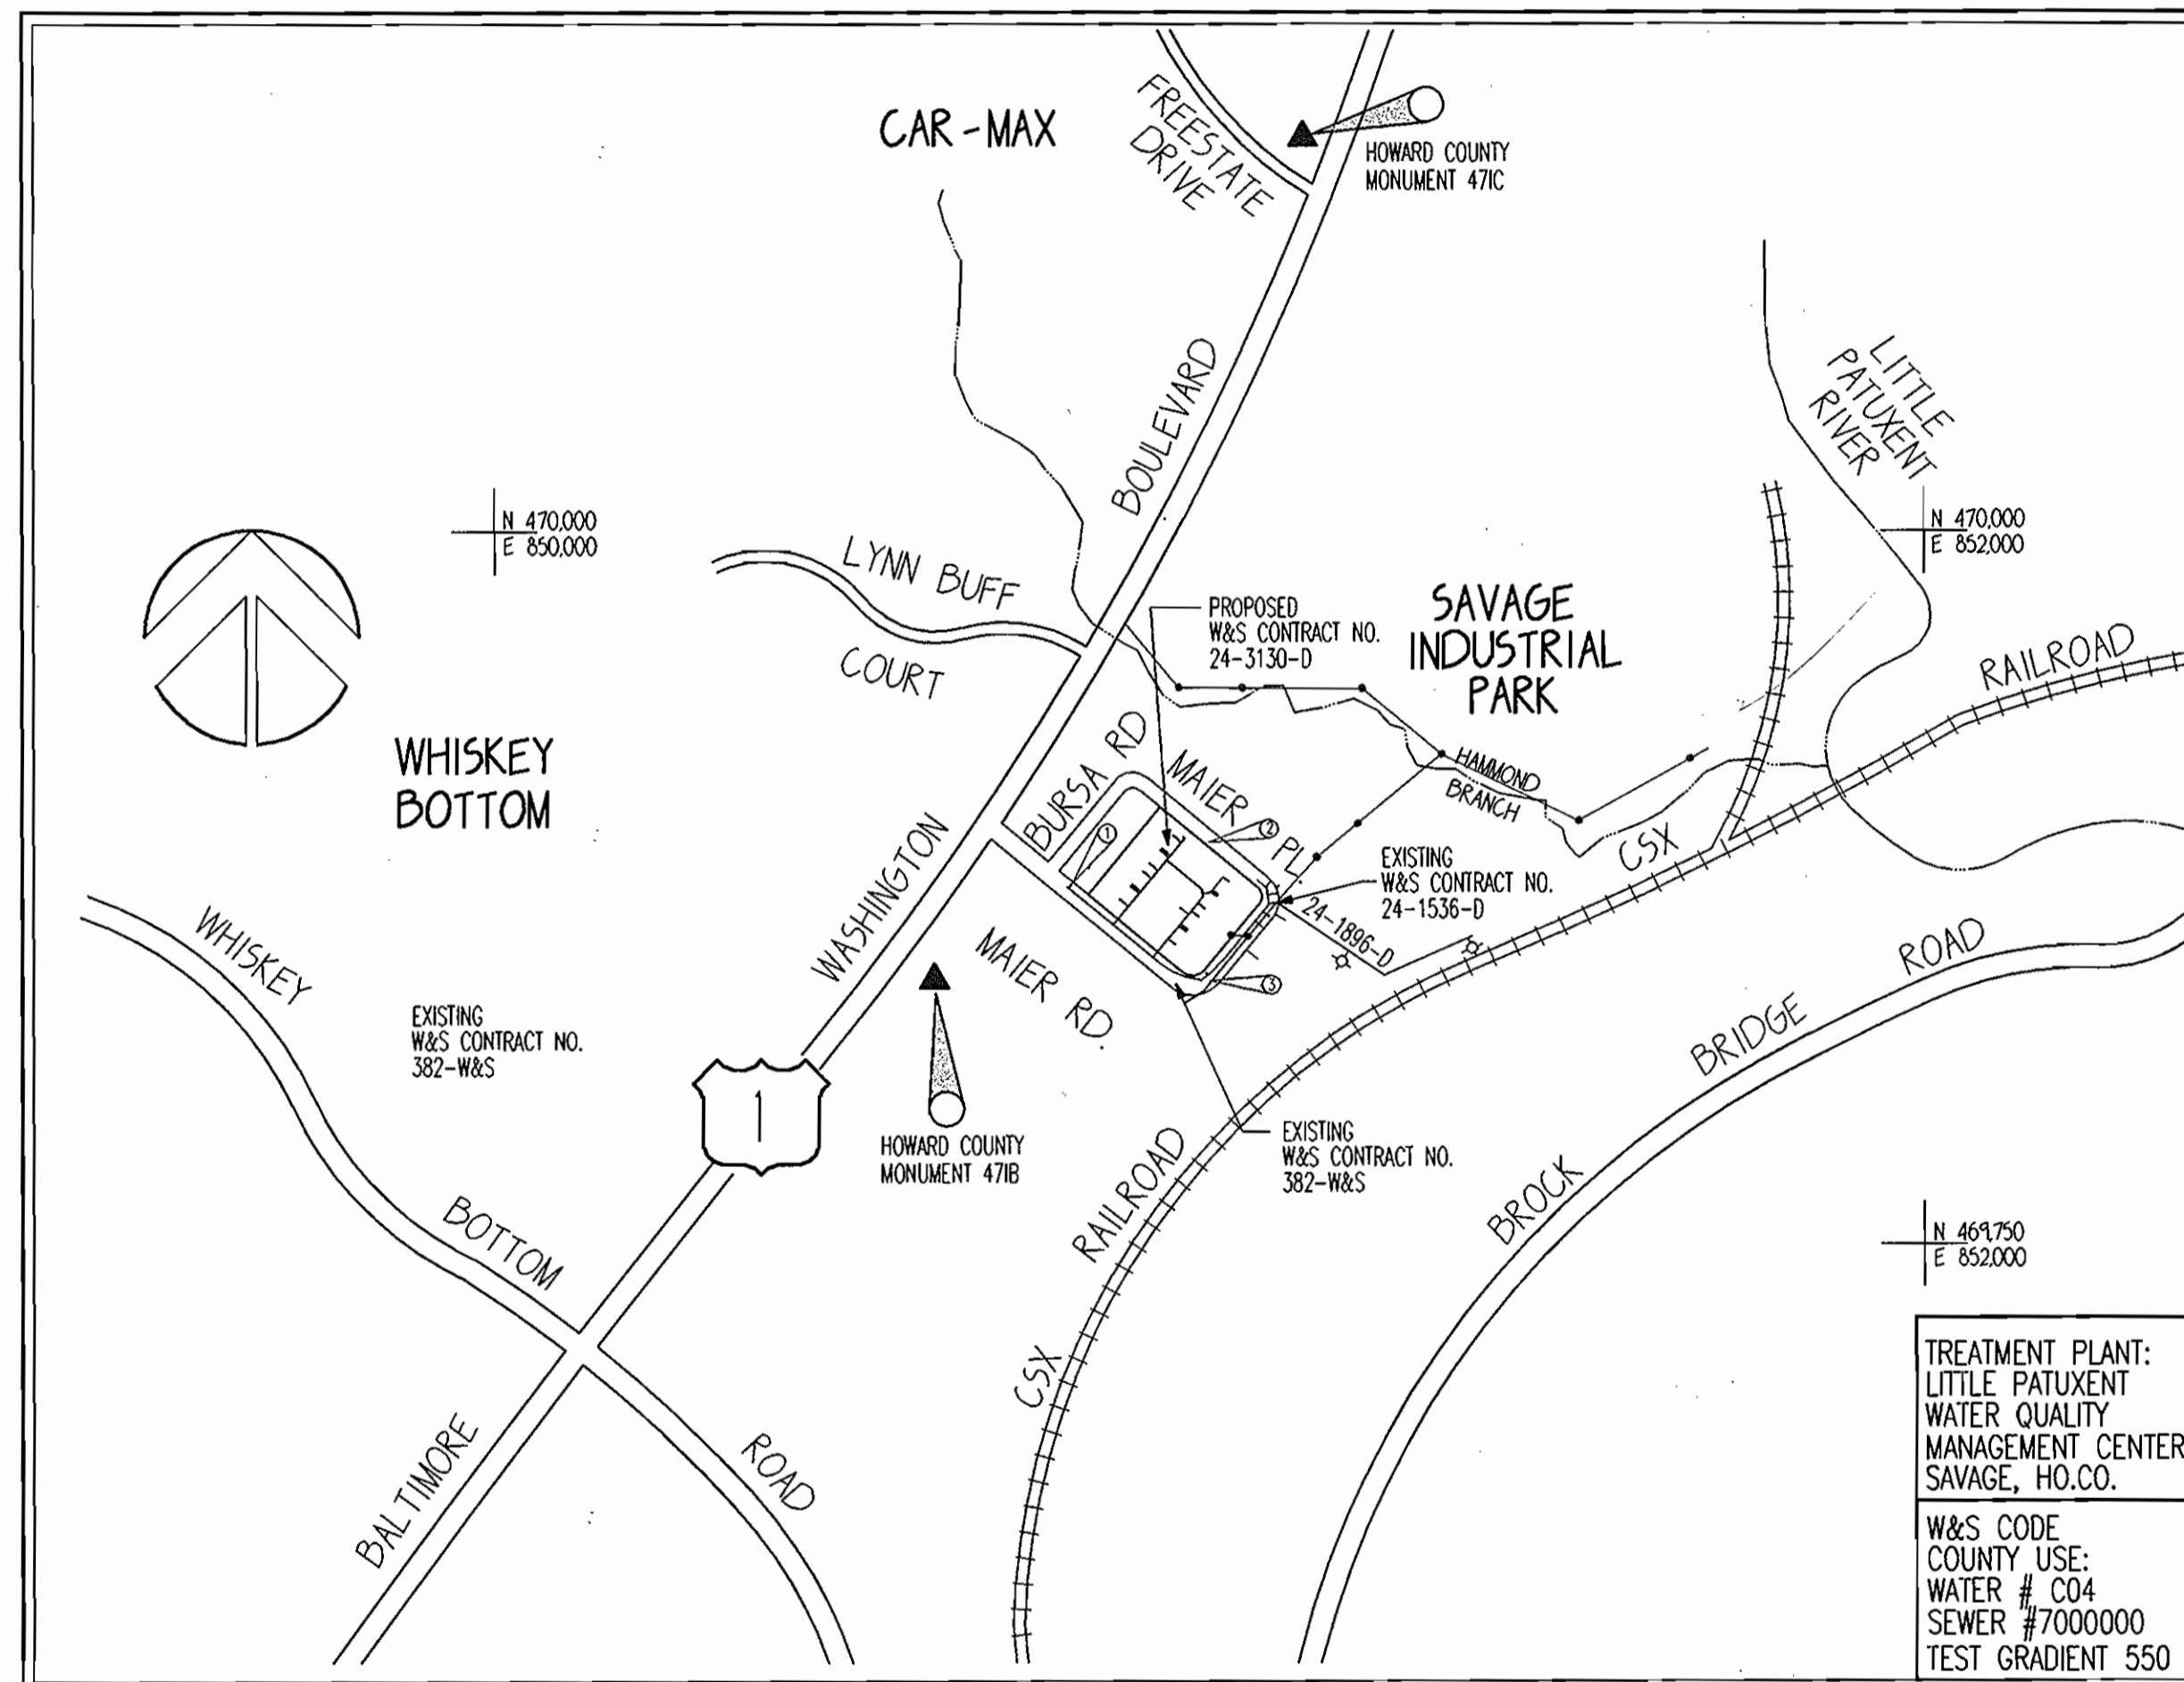 CAR-MAX
FREESTATE
DRIVE
HOWARD COUNTY
MONUMENT 471C
LITTLE
PATUXENT
RIVER
BOULEVARD
N 470,000
E 850,000
N 470,000
E 852,000
LYNN BUFF
COURT
PROPOSED
W&S CONTRACT NO.
24-3130-D
SAVAGE
INDUSTRIAL
PARK
RAILROAD
WHISKEY
BOTTOM
BURSA RD
MAIER PL.
HAMMOND
BRANCH
1
2
3
CSX
EXISTING
W&S CONTRACT NO.
24-1536-D
24-1896-D
WASHINGTON
MAIER RD.
WHISKEY
EXISTING
W&S CONTRACT NO.
382-W&S
ROAD
BRIDGE
BROCK
1
HOWARD COUNTY
MONUMENT 471B
EXISTING
W&S CONTRACT NO.
382-W&S
RAILROAD
CSX
BOTTOM
ROAD
BALTIMORE
N 469,750
E 852,000
TREATMENT PLANT:
LITTLE PATUXENT
WATER QUALITY
MANAGEMENT CENTER
SAVAGE, HO.CO.
W&S CODE
COUNTY USE:
WATER # C04
SEWER #7000000
TEST GRADIENT 550